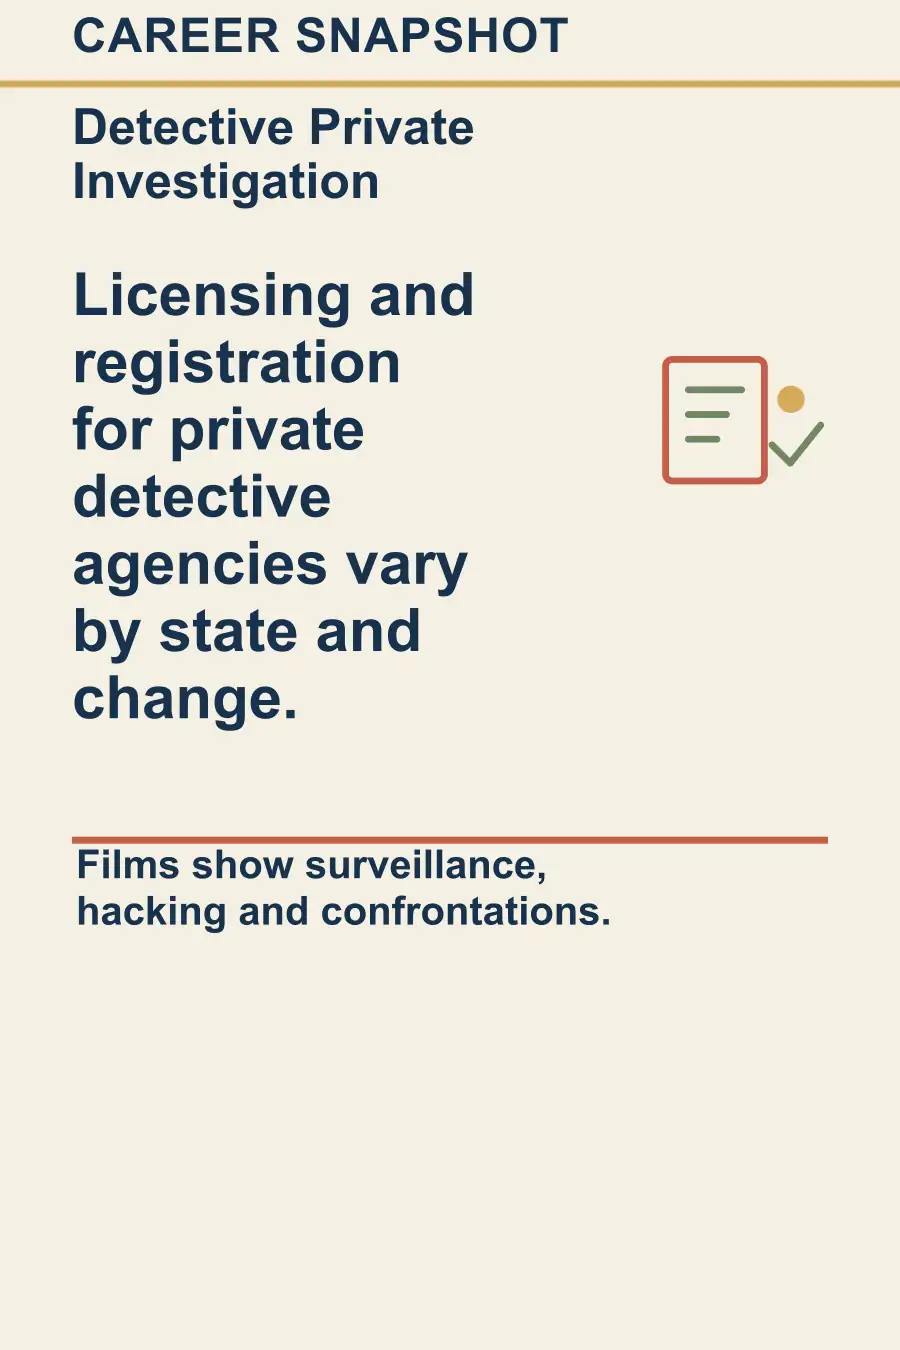 CAREER SNAPSHOT
Detective Private
Investigation
Licensing and
registration
for private
detective
agencies vary
by state and
change.
Films show surveillance,
hacking and confrontations.